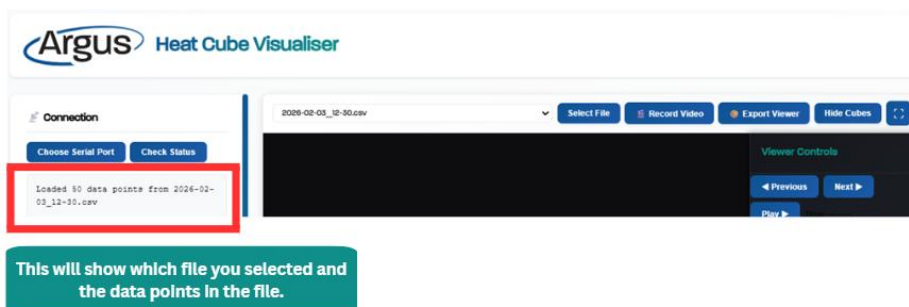 Argus Heat Cube Visualiser
Connection
Choose Serial Port Check Status
Loaded 50 data points from 2026-02-
03_12-30.csv
2026-02-03_12-30.csv Select File Record Video Export Viewer Hide Cubes
Viewer Controls
Previous Next
Play
This will show which file you selected and
the data points in the file.